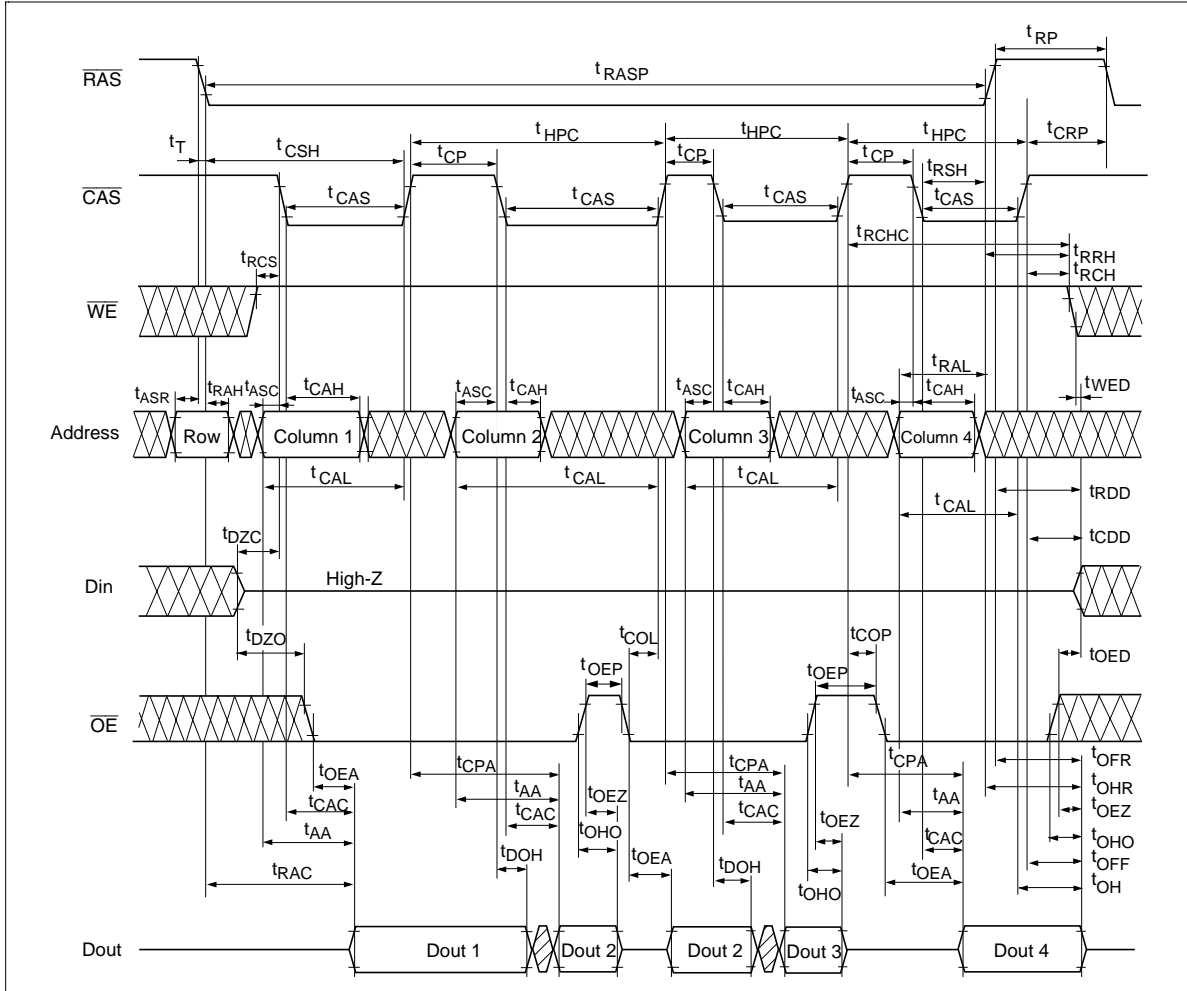 tRP
RAS
tRASP
tHPC
tHPC
tHPC
tCRP
tT
tCSH
tCP
tCP
tCP
tRSH
CAS
tCAS
tCAS
tCAS
tCAS
tRCHC
tRCS
tRRH
tRCH
WE
tRAL
tASR
tRAH
tASC
tCAH
tASC
tCAH
tASC
tCAH
tASC
tCAH
tWED
Address
Row
Column 1
Column 2
Column 3
Column 4
tCAL
tCAL
tCAL
tCAL
tRDD
tCDD
tDZC
Din
High-Z
tDZO
tCOL
tCOP
tOED
tOEP
tOEP
OE
tOEA
tCPA
tCPA
tCPA
tOFR
tCAC
tAA
tOEZ
tAA
tOEZ
tAA
tOHR
tOEZ
tAA
tCAC
tOHO
tCAC
tCAC
tOHO
tRAC
tDOH
tOEA
tDOH
tOHO
tOEA
tOFF
tOH
Dout
Dout 1
Dout 2
Dout 2
Dout 3
Dout 4